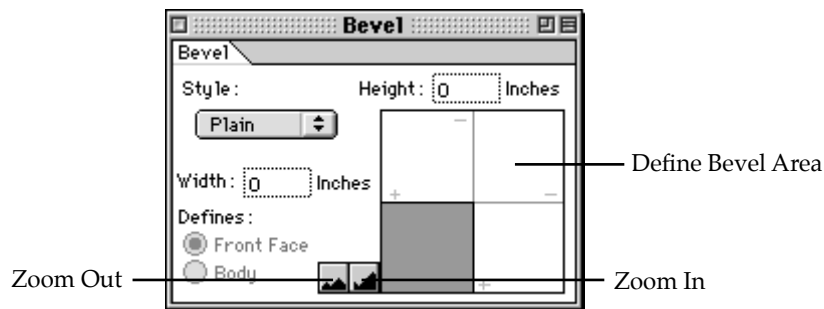 Bevel
Bevel
Style: Height: 0 Inches
Plain
Define Bevel Area
Width: 0 Inches
Defines:
Front Face
Body
Zoom Out
Zoom In